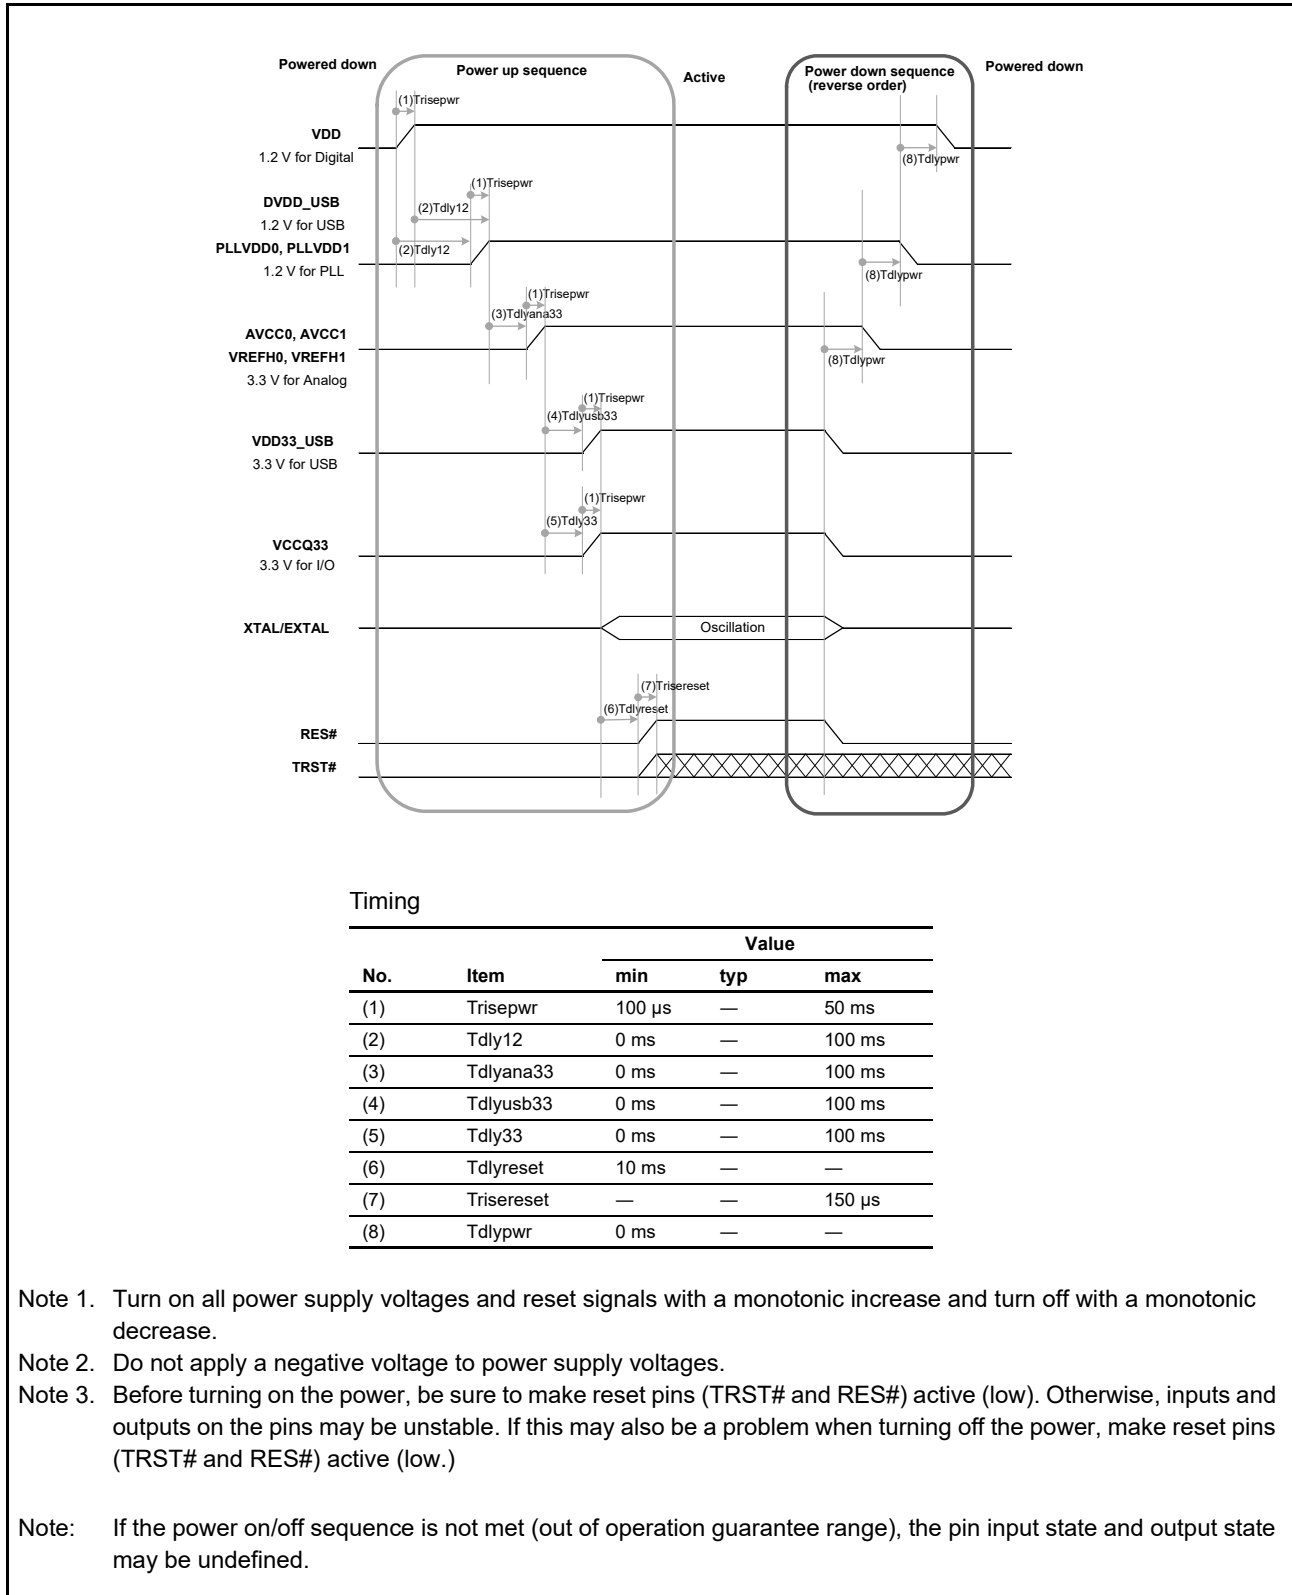 Powered down
Power up sequence
Active
Power down sequence
(reverse order)
Powered down
(1)Trisepwr
VDD
1.2 V for Digital
(8)Tdlypwr
(1)Trisepwr
DVDD_USB
(2)Tdly12
1.2 V for USB
PLLVDD0, PLLVDD1
(2)Tdly12
1.2 V for PLL
(8)Tdlypwr
(1)Trisepwr
(3)Tdlyana33
AVCC0, AVCC1
VREFH0, VREFH1
(8)Tdlypwr
3.3 V for Analog
(1)Trisepwr
(4)Tdlyusb33
VDD33_USB
3.3 V for USB
(1)Trisepwr
(5)Tdly33
VCCQ33
3.3 V for I/O
XTAL/EXTAL
Oscillation
(7)Trisereset
(6)Tdlyreset
RES#
TRST#
Timing
Value
No. Item min typ max
(1) Trisepwr 100 µs — 50 ms
(2) Tdly12 0 ms — 100 ms
(3) Tdlyana33 0 ms — 100 ms
(4) Tdlyusb33 0 ms — 100 ms
(5) Tdly33 0 ms — 100 ms
(6) Tdlyreset 10 ms — —
(7) Trisereset — — 150 µs
(8) Tdlypwr 0 ms — —
Note 1. Turn on all power supply voltages and reset signals with a monotonic increase and turn off with a monotonic
decrease.
Note 2. Do not apply a negative voltage to power supply voltages.
Note 3. Before turning on the power, be sure to make reset pins (TRST# and RES#) active (low). Otherwise, inputs and
outputs on the pins may be unstable. If this may also be a problem when turning off the power, make reset pins
(TRST# and RES#) active (low.)
Note: If the power on/off sequence is not met (out of operation guarantee range), the pin input state and output state
may be undefined.